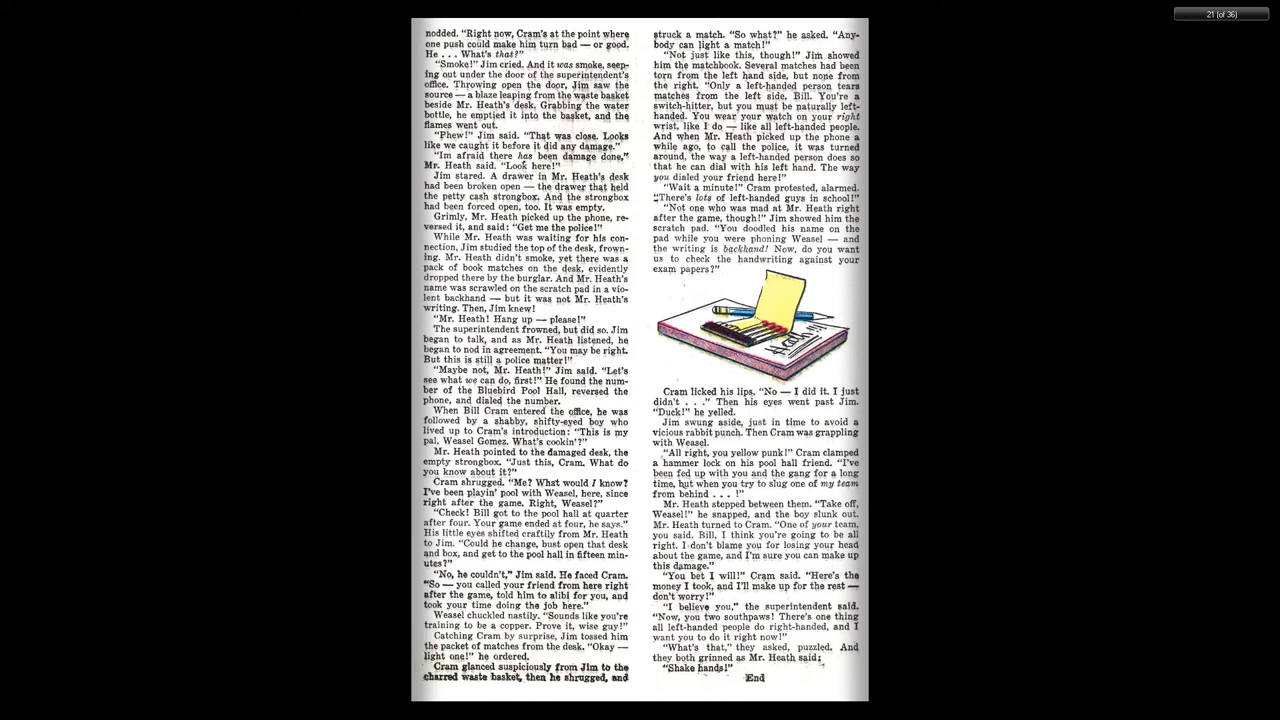 21 (of 36)
nodded. “Right now, Cram's at the point where
one push could make him turn bad — or good.
He . . . What's that?”
“Smoke!” Jim cried. And it was smoke, seep-
ing out under the door of the superintendent's
office. Throwing open the door, Jim saw the
source — a blaze leaping from the waste basket
beside Mr. Heath's desk. Grabbing the water
bottle, he emptied it into the basket, and the
flames went out.
“Phew!” Jim said. “That was close. Looks
like we caught it before it did any damage.”
“I'm afraid there has been damage done,”
Mr. Heath said. “Look here!”
Jim stared. A drawer in Mr. Heath's desk
had been broken open — the drawer that held
the petty cash strongbox. And the strongbox
had been forced open, too. It was empty.
Grimly, Mr. Heath picked up the phone, re-
versed it, and said: “Get me the police!”
While Mr. Heath was waiting for his con-
nection, Jim studied the top of the desk, frown-
ing. Mr. Heath didn't smoke, yet there was a
pack of book matches on the desk, evidently
dropped there by the burglar. And Mr. Heath's
name was scrawled on the scratch pad in a vio-
lent backhand — but it was not Mr. Heath's
writing. Then, Jim knew!
“Mr. Heath! Hang up — please!”
The superintendent frowned, but did so. Jim
began to talk, and as Mr. Heath listened, he
began to nod in agreement. “You may be right.
But this is still a police matter!”
“Maybe not, Mr. Heath!” Jim said. “Let's
see what we can do, first!” He found the num-
ber of the Bluebird Pool Hall, reversed the
phone, and dialed the number.
When Bill Cram entered the office, he was
followed by a shabby, shifty-eyed boy who
lived up to Cram's introduction: “This is my
pal, Weasel Gomez. What's cookin'?”
Mr. Heath pointed to the damaged desk, the
empty strongbox. “Just this, Cram. What do
you know about it?”
Cram shrugged. “Me? What would I know?
I've been playin' pool with Weasel, here, since
right after the game. Right, Weasel?”
“Check! Bill got to the pool hall at quarter
after four. Your game ended at four, he says.”
His little eyes shifted craftily from Mr. Heath
to Jim. “Could he change, bust open that desk
and box, and get to the pool hall in fifteen min-
utes?”
“No, he couldn't,” Jim said. He faced Cram.
“So — you called your friend from here right
after the game, told him to alibi for you, and
took your time doing the job here.”
Weasel chuckled nastily. “Sounds like you're
training to be a copper. Prove it, wise guy!”
Catching Cram by surprise, Jim tossed him
the packet of matches from the desk. “Okay —
light one!” he ordered.
Cram glanced suspiciously from Jim to the
charred waste basket, then he shrugged, and
struck a match. “So what?” he asked. “Any-
body can light a match!”
“Not just like this, though!” Jim showed
him the matchbook. Several matches had been
torn from the left hand side, but none from
the right. “Only a left-handed person tears
matches from the left side, Bill. You're a
switch-hitter, but you must be naturally left-
handed. You wear your watch on your right
wrist, like I do — like all left-handed people.
And when Mr. Heath picked up the phone a
while ago, to call the police, it was turned
around, the way a left-handed person does so
that he can dial with his left hand. The way
you dialed your friend here!”
“Wait a minute!” Cram protested, alarmed.
“There's lots of left-handed guys in school!”
“Not one who was mad at Mr. Heath right
after the game, though!” Jim showed him the
scratch pad. “You doodled his name on the
pad while you were phoning Weasel — and
the writing is backhand! Now, do you want
us to check the handwriting against your
exam papers?”
Heath!!!
Cram licked his lips, “No — I did it. I just
didn't . . .” Then his eyes went past Jim.
“Duck!” he yelled.
Jim swung aside, just in time to avoid a
vicious rabbit punch. Then Cram was grappling
with Weasel.
“All right, you yellow punk!” Cram clamped
a hammer lock on his pool hall friend. “I've
been fed up with you and the gang for a long
time, but when you try to slug one of my team
from behind . . . !”
Mr. Heath stepped between them. “Take off,
Weasel!” he snapped, and the boy slunk out.
Mr. Heath turned to Cram. “One of your team,
you said. Bill, I think you're going to be all
right. I don't blame you for losing your head
about the game, and I'm sure you can make up
this damage.”
“You bet I will!” Cram said. “Here's the
money I took, and I'll make up for the rest —
don't worry!”
“I believe you,” the superintendent said.
“Now, you two southpaws! There's one thing
all left-handed people do right-handed, and I
want you to do it right now!”
“What's that,” they asked, puzzled. And
they both grinned as Mr. Heath said:
“Shake hands!”
End